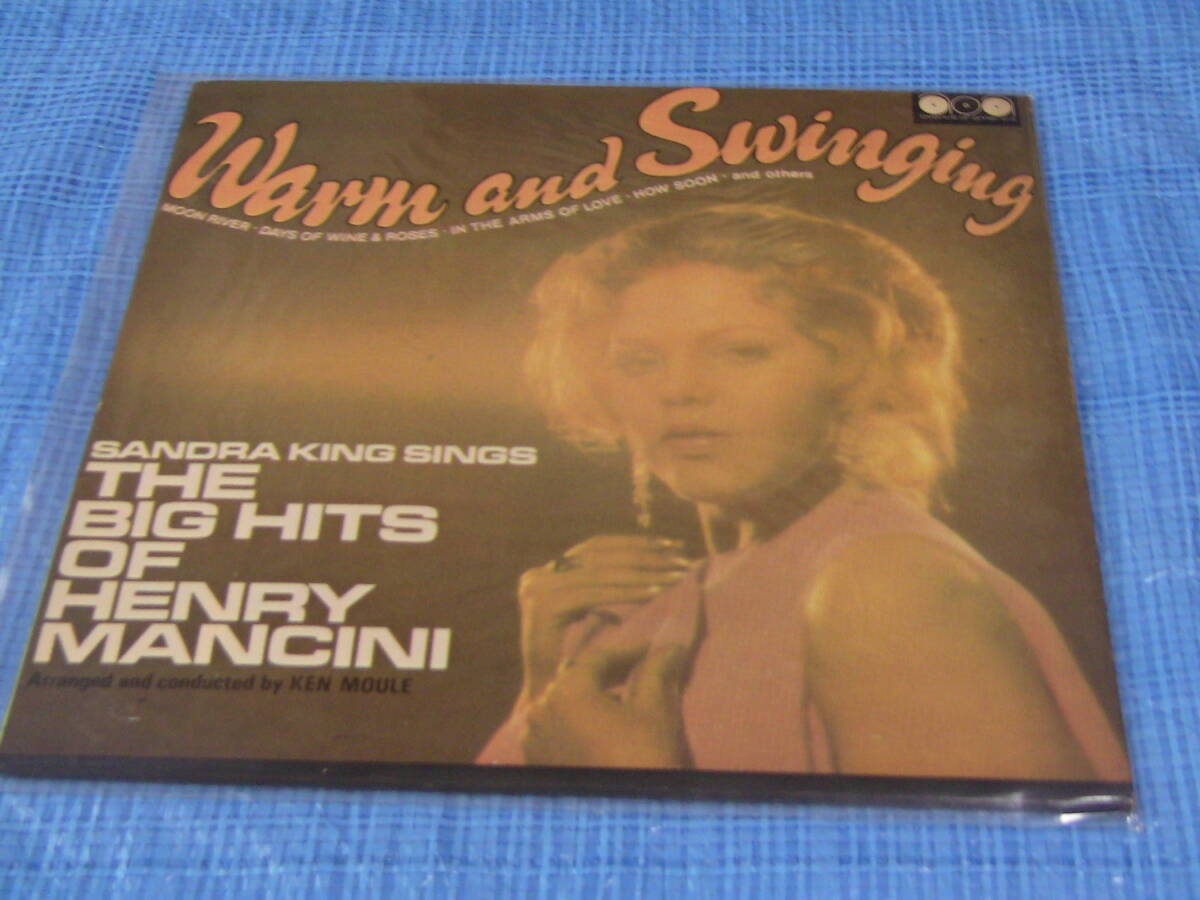 Warm and Swinging
MOON RIVER · DAYS OF WINE & ROSES · IN THE ARMS OF LOVE · HOW SOON · and others
SANDRA KING SINGS
THE
BIG HITS
OF
HENRY
MANCINI
Arranged and conducted by KEN MOULE